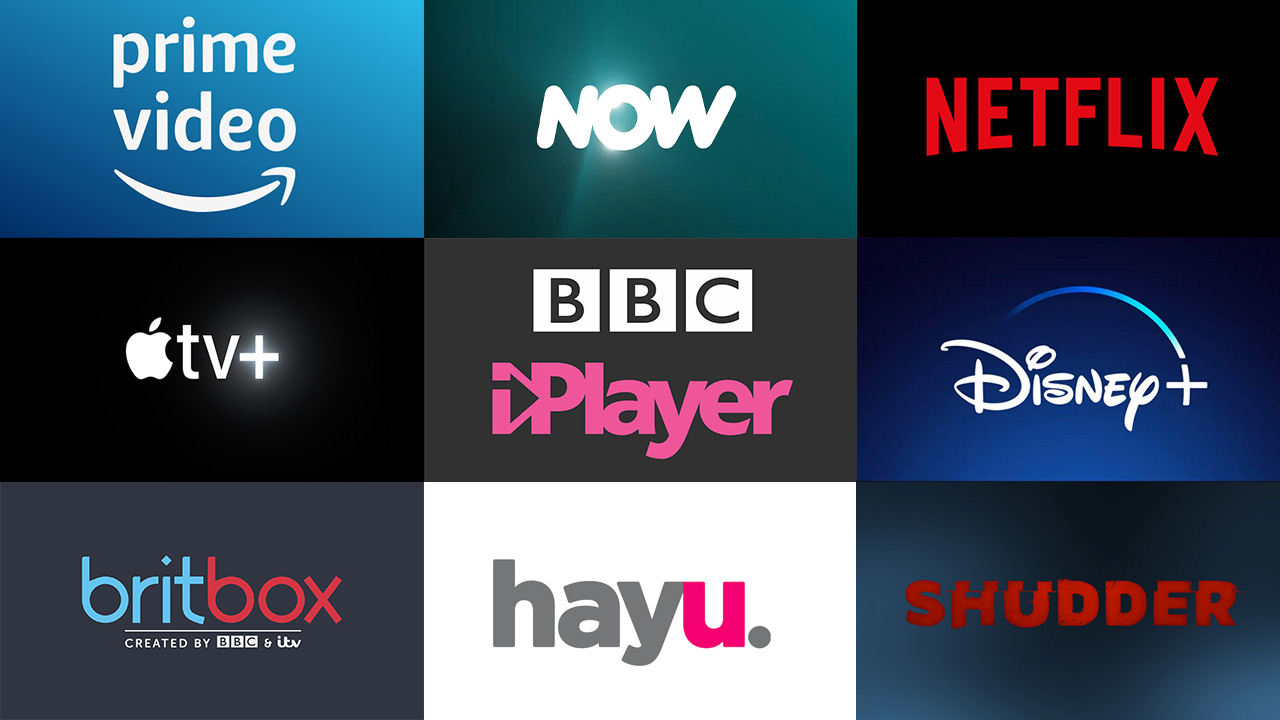 prime
video
NOW
NETFLIX
tv+
BBC
iPlayer
Disney+
britbox
CREATED BY BBC & itv
hayu.
SHUDDER